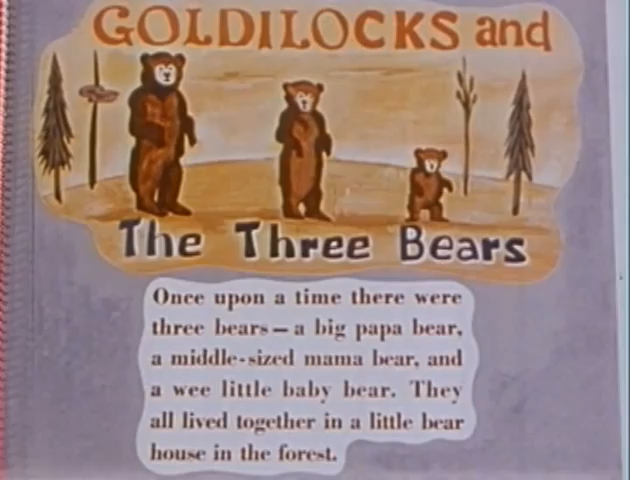 GOLDILOCKS and
The Three Bears
Once upon a time there were
three bears – a big papa bear,
a middle-sized mama bear, and
a wee little baby bear. They
all lived together in a little bear
house in the forest.